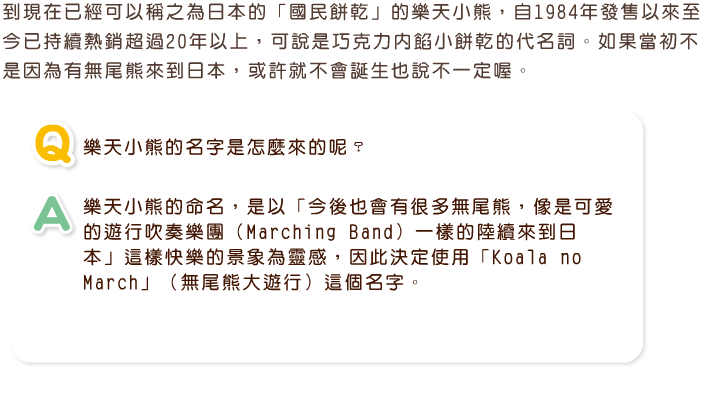 到現在已經可以稱之為日本的「國民餅乾」的樂天小熊，自1984年發售以來至
今已持續熱銷超過20年以上，可說是巧克力內餡小餅乾的代名詞。如果當初不
是因為有無尾熊來到日本，或許就不會誕生也說不一定喔。
Q 樂天小熊的名字是怎麼來的呢？
A 樂天小熊的命名，是以「今後也會有很多無尾熊，像是可愛
的遊行吹奏樂團（Marching Band）一樣的陸續來到日
本」這樣快樂的景象為靈感，因此決定使用「Koala no
March」（無尾熊大遊行）這個名字。